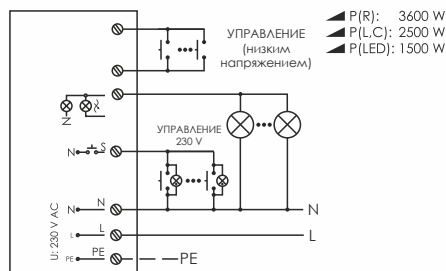 УПРАВЛЕНИЕ
(низким
напряжением)
P(R): 3600 W
P(L,C): 2500 W
P(LED): 1500 W
N
УПРАВЛЕНИЕ
230 V
N S
N N N
L L L
PE PE PE
U: 230 V AC